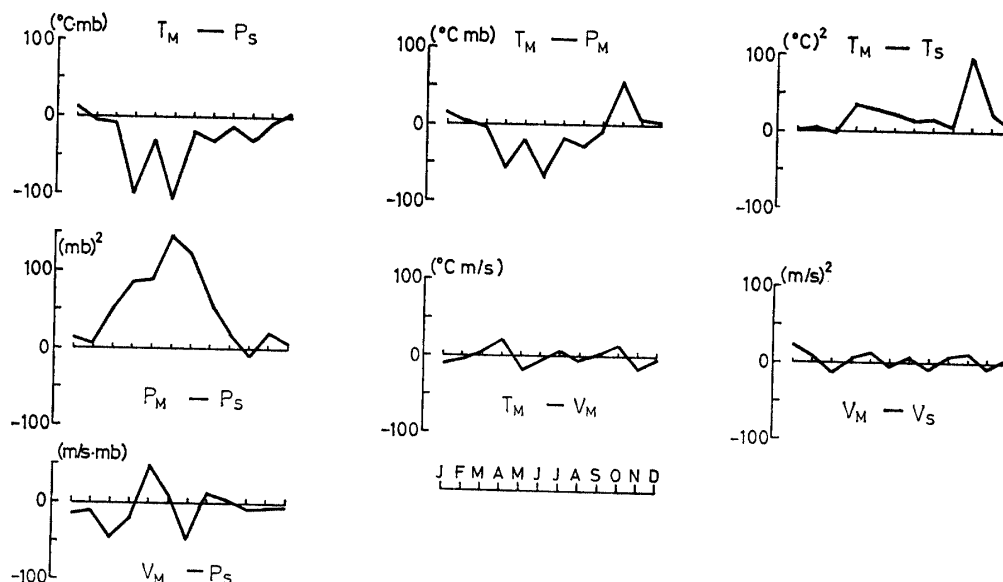 (°C·mb)
100
T_M — P_S
0
-100
(°C mb)
100
T_M — P_M
0
-100
(°C)²
100
T_M — T_S
0
-100
(mb)²
100
0
P_M — P_S
-100
(°C m/s)
100
0
T_M — V_M
-100
(m/s)²
100
0
V_M — V_S
-100
(m/s·mb)
0
-100
V_M — P_S
J F M A M J J A S O N D